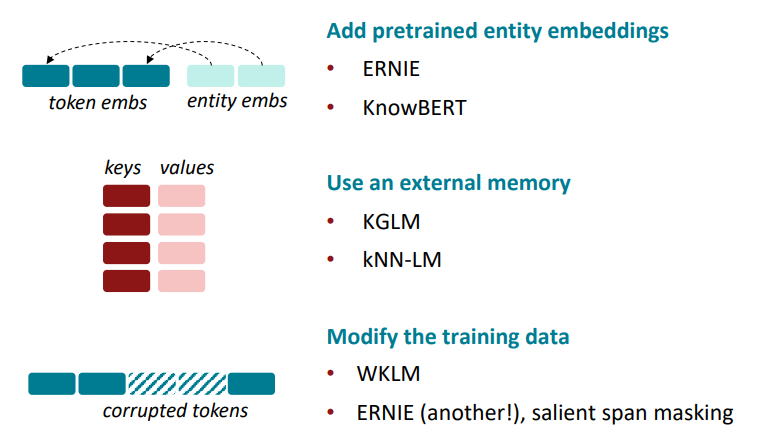 Add pretrained entity embeddings
• ERNIE
token embs entity embs
• KnowBERT
keys values
Use an external memory
• KGLM
• kNN-LM
Modify the training data
• WKLM
corrupted tokens
• ERNIE (another!), salient span masking